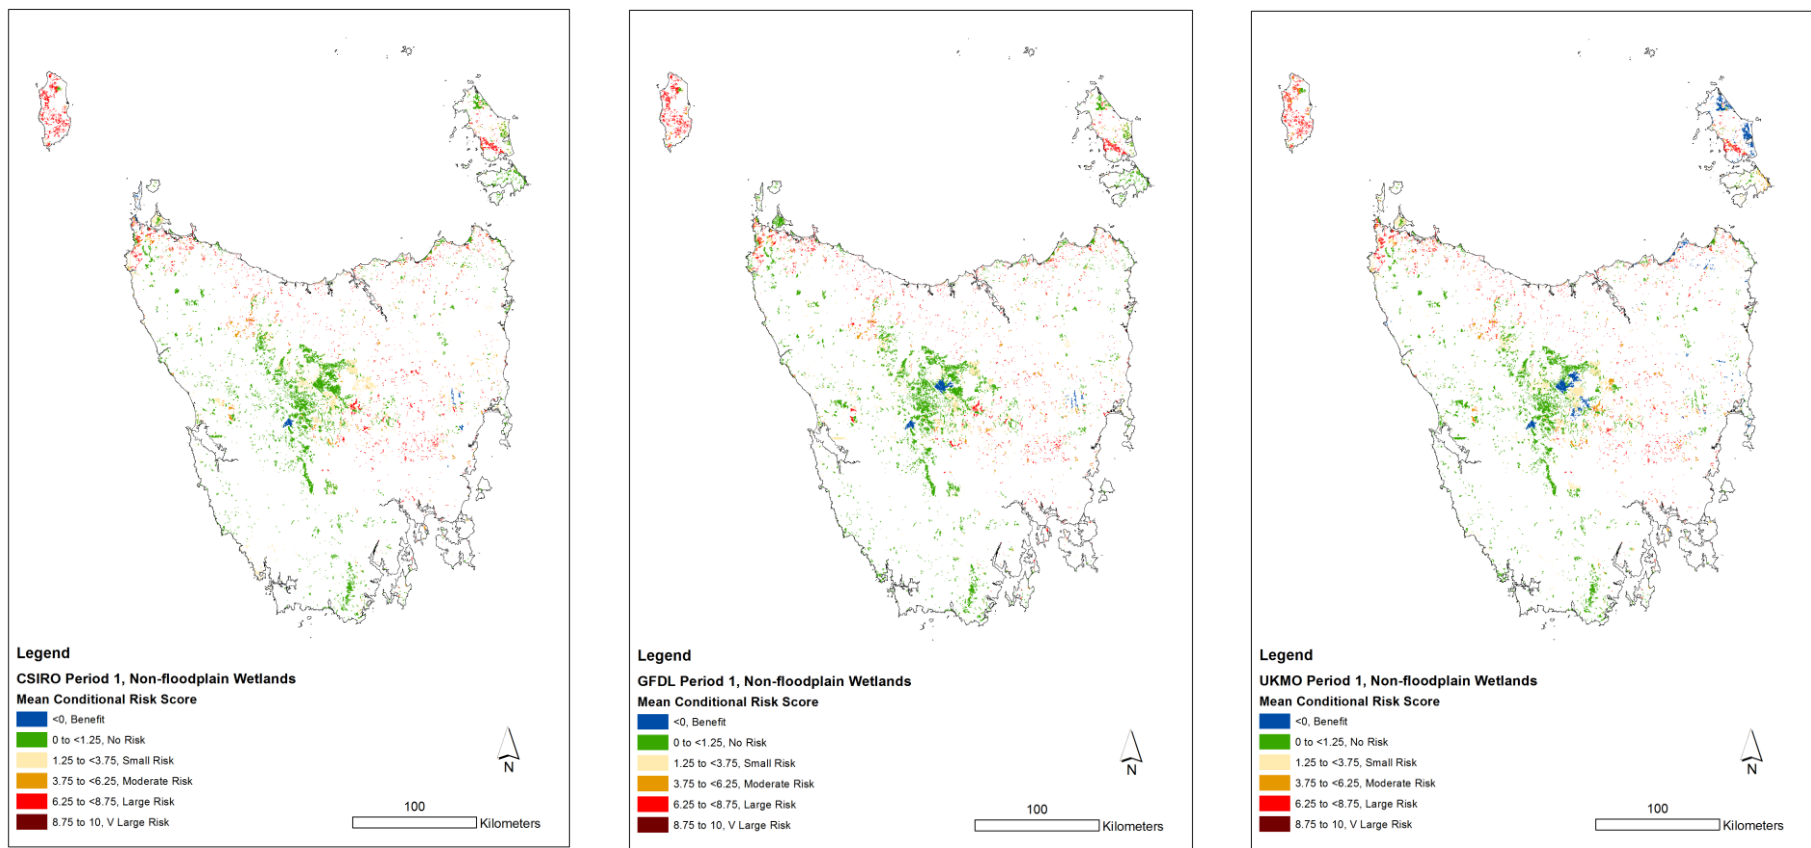 Legend
CSIRO Period 1, Non-floodplain Wetlands
Mean Conditional Risk Score
<0, Benefit
0 to <1.25, No Risk
1.25 to <3.75, Small Risk
3.75 to <6.25, Moderate Risk
6.25 to <8.75, Large Risk
8.75 to 10, V Large Risk
N
100
Kilometers
Legend
GFDL Period 1, Non-floodplain Wetlands
Mean Conditional Risk Score
<0, Benefit
0 to <1.25, No Risk
1.25 to <3.75, Small Risk
3.75 to <6.25, Moderate Risk
6.25 to <8.75, Large Risk
8.75 to 10, V Large Risk
N
100
Kilometers
Legend
UKMO Period 1, Non-floodplain Wetlands
Mean Conditional Risk Score
<0, Benefit
0 to <1.25, No Risk
1.25 to <3.75, Small Risk
3.75 to <6.25, Moderate Risk
6.25 to <8.75, Large Risk
8.75 to 10, V Large Risk
N
100
Kilometers